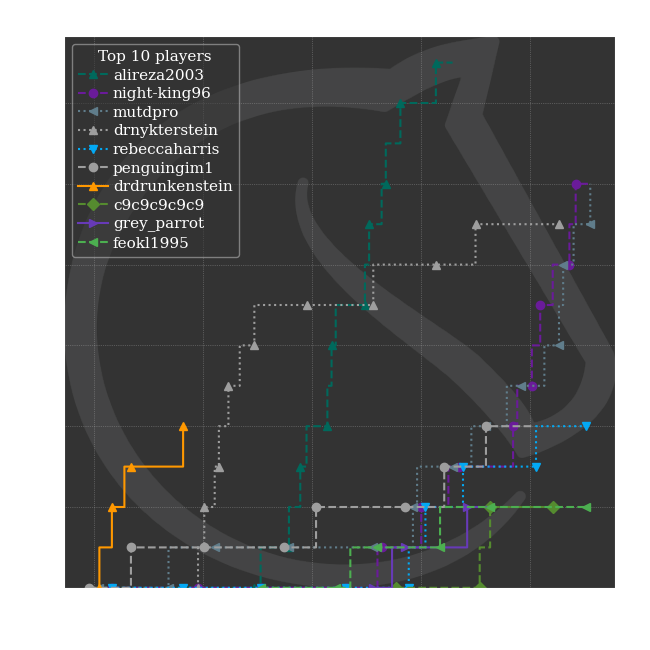 Top 10 players
alireza2003
night-king96
mutdpro
drnykterstein
rebeccaharris
penguingim1
drdrunkenstein
c9c9c9c9c9
grey_parrot
feokl1995